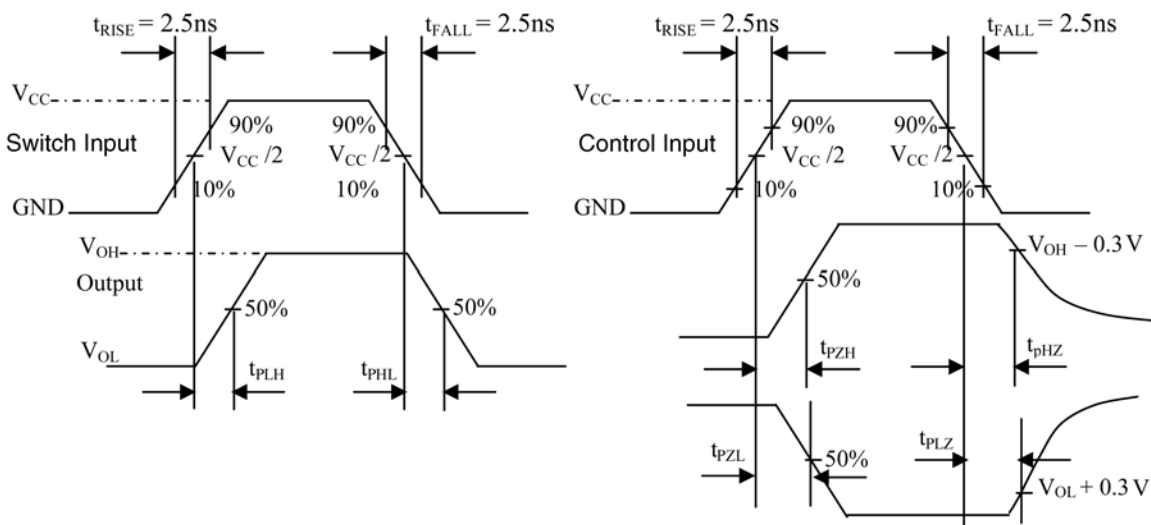 tRISE = 2.5ns
tFALL = 2.5ns
VCC
90%
90%
Switch Input
VCC /2
VCC /2
10%
10%
GND
VOH
Output
50%
50%
VOL
tPLH
tPHL
tRISE = 2.5ns
tFALL = 2.5ns
VCC
90%
90%
Control Input
VCC /2
VCC /2
10%
10%
GND
VOH – 0.3 V
50%
tPZH
tpHZ
tPZL
50%
tPLZ
VOL + 0.3 V